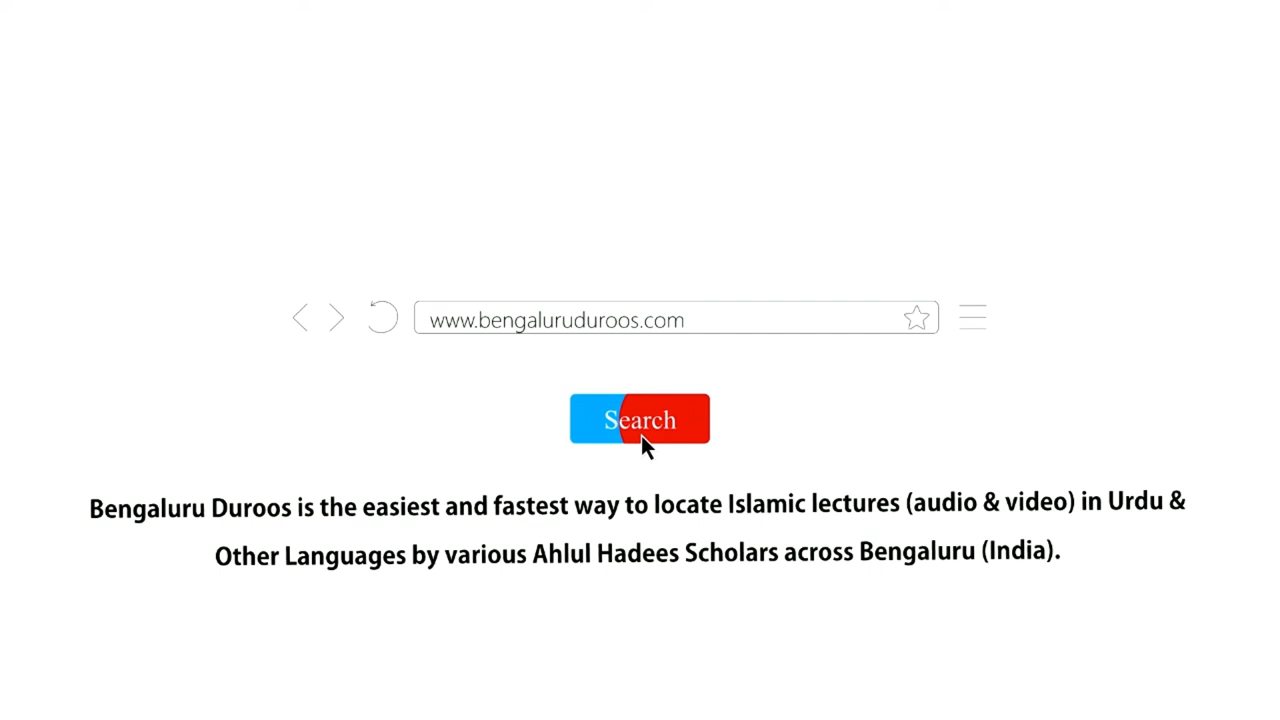 www.bengaluruduroos.com
Search
Bengaluru Duroos is the easiest and fastest way to locate Islamic lectures (audio & video) in Urdu &
Other Languages by various Ahlul Hadees Scholars across Bengaluru (India).